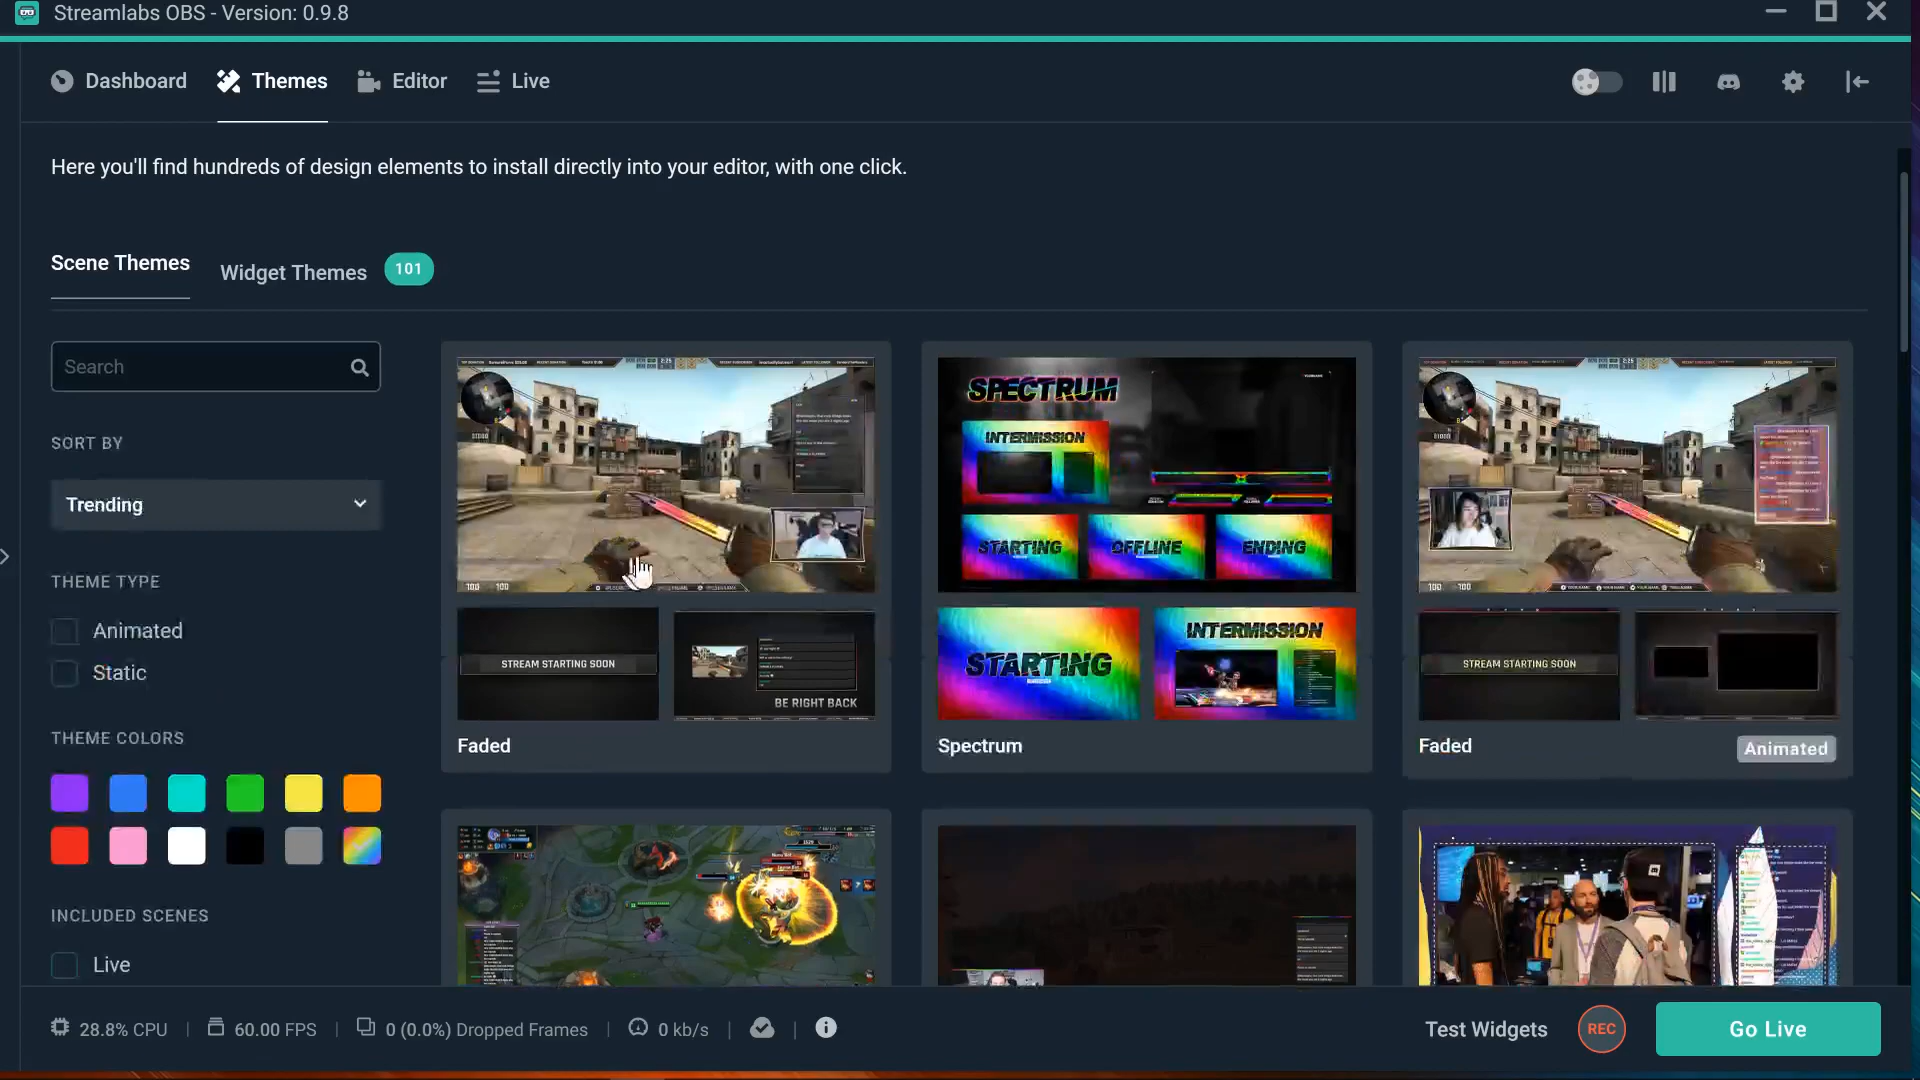 Streamlabs OBS - Version: 0.9.8
Dashboard
Themes
Editor
Live
Here you'll find hundreds of design elements to install directly into your editor, with one click.
Scene Themes
Widget Themes
101
Search
SORT BY
Trending
THEME TYPE
Animated
Static
THEME COLORS
INCLUDED SCENES
Live
STREAM STARTING SOON
BE RIGHT BACK
Faded
SPECTRUM
INTERMISSION
STARTING
OFFLINE
ENDING
STARTING
INTERMISSION
Spectrum
STREAM STARTING SOON
Faded
Animated
28.8% CPU
60.00 FPS
0 (0.0%) Dropped Frames
0 kb/s
Test Widgets
REC
Go Live